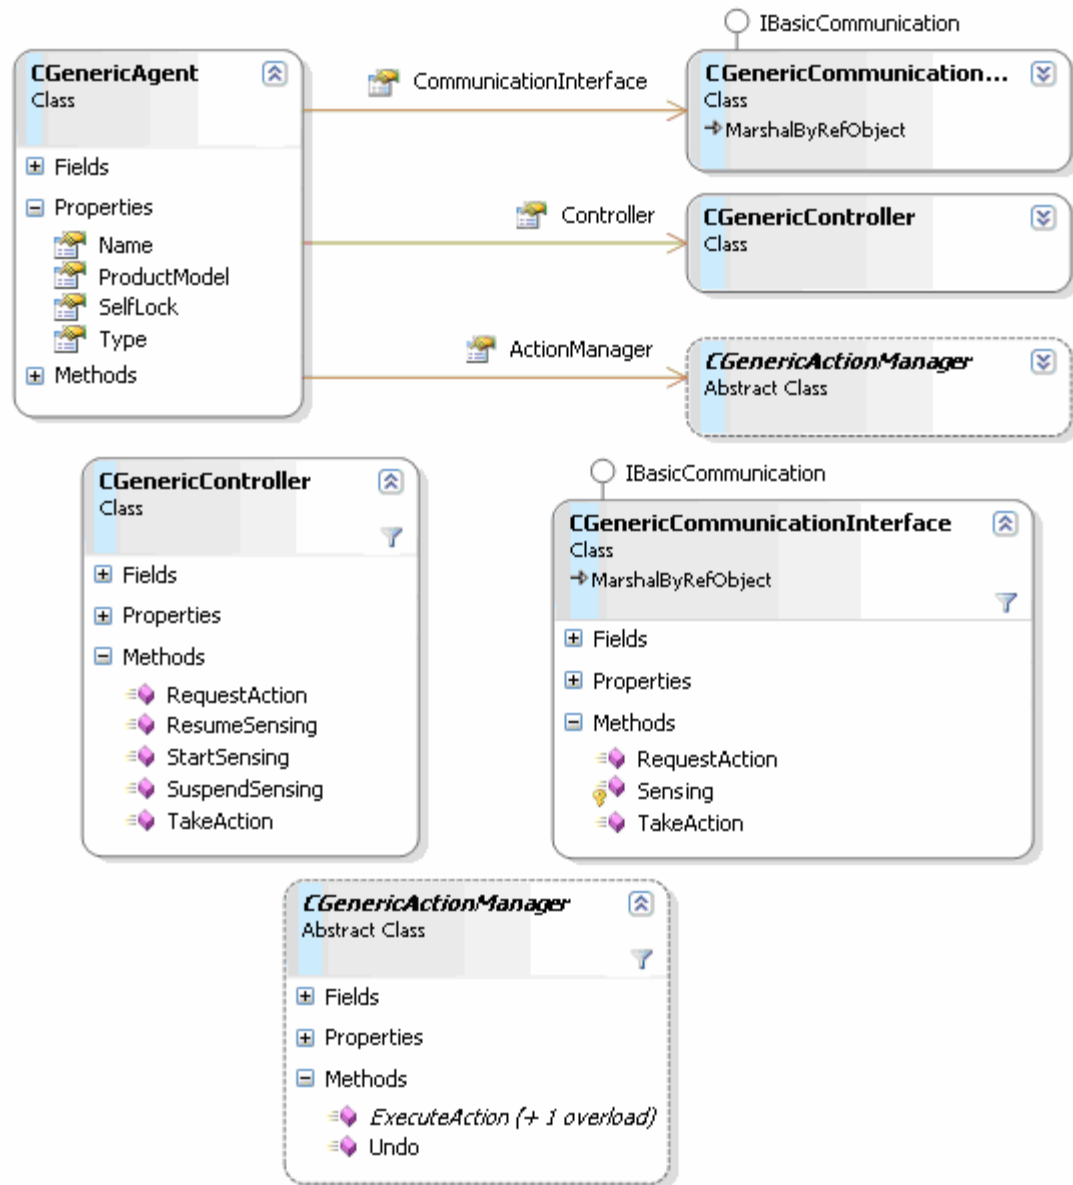 IBasicCommunication
CGenericAgent
Class
Fields
Properties
Name
ProductModel
SelfLock
Type
Methods
CommunicationInterface
CGenericCommunication...
Class
MarshalByRefObject
Controller
CGenericController
Class
ActionManager
CGenericActionManager
Abstract Class
CGenericController
Class
Fields
Properties
Methods
RequestAction
ResumeSensing
StartSensing
SuspendSensing
TakeAction
IBasicCommunication
CGenericCommunicationInterface
Class
MarshalByRefObject
Fields
Properties
Methods
RequestAction
Sensing
TakeAction
CGenericActionManager
Abstract Class
Fields
Properties
Methods
ExecuteAction (+ 1 overload)
Undo